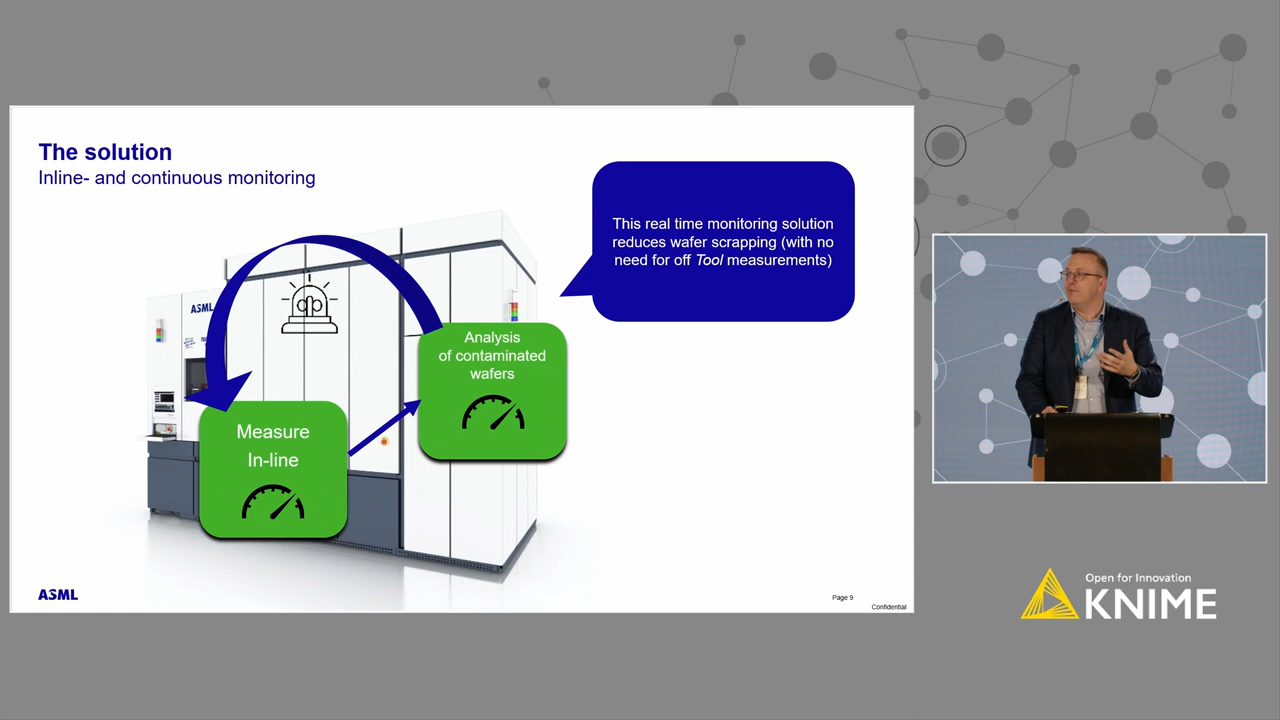 The solution
Inline- and continuous monitoring
This real time monitoring solution
reduces wafer scrapping (with no
need for off Tool measurements)
ASML
Analysis
of contaminated
wafers
Measure
In-line
ASML
Page 9
Confidential
Open for Innovation
KNIME